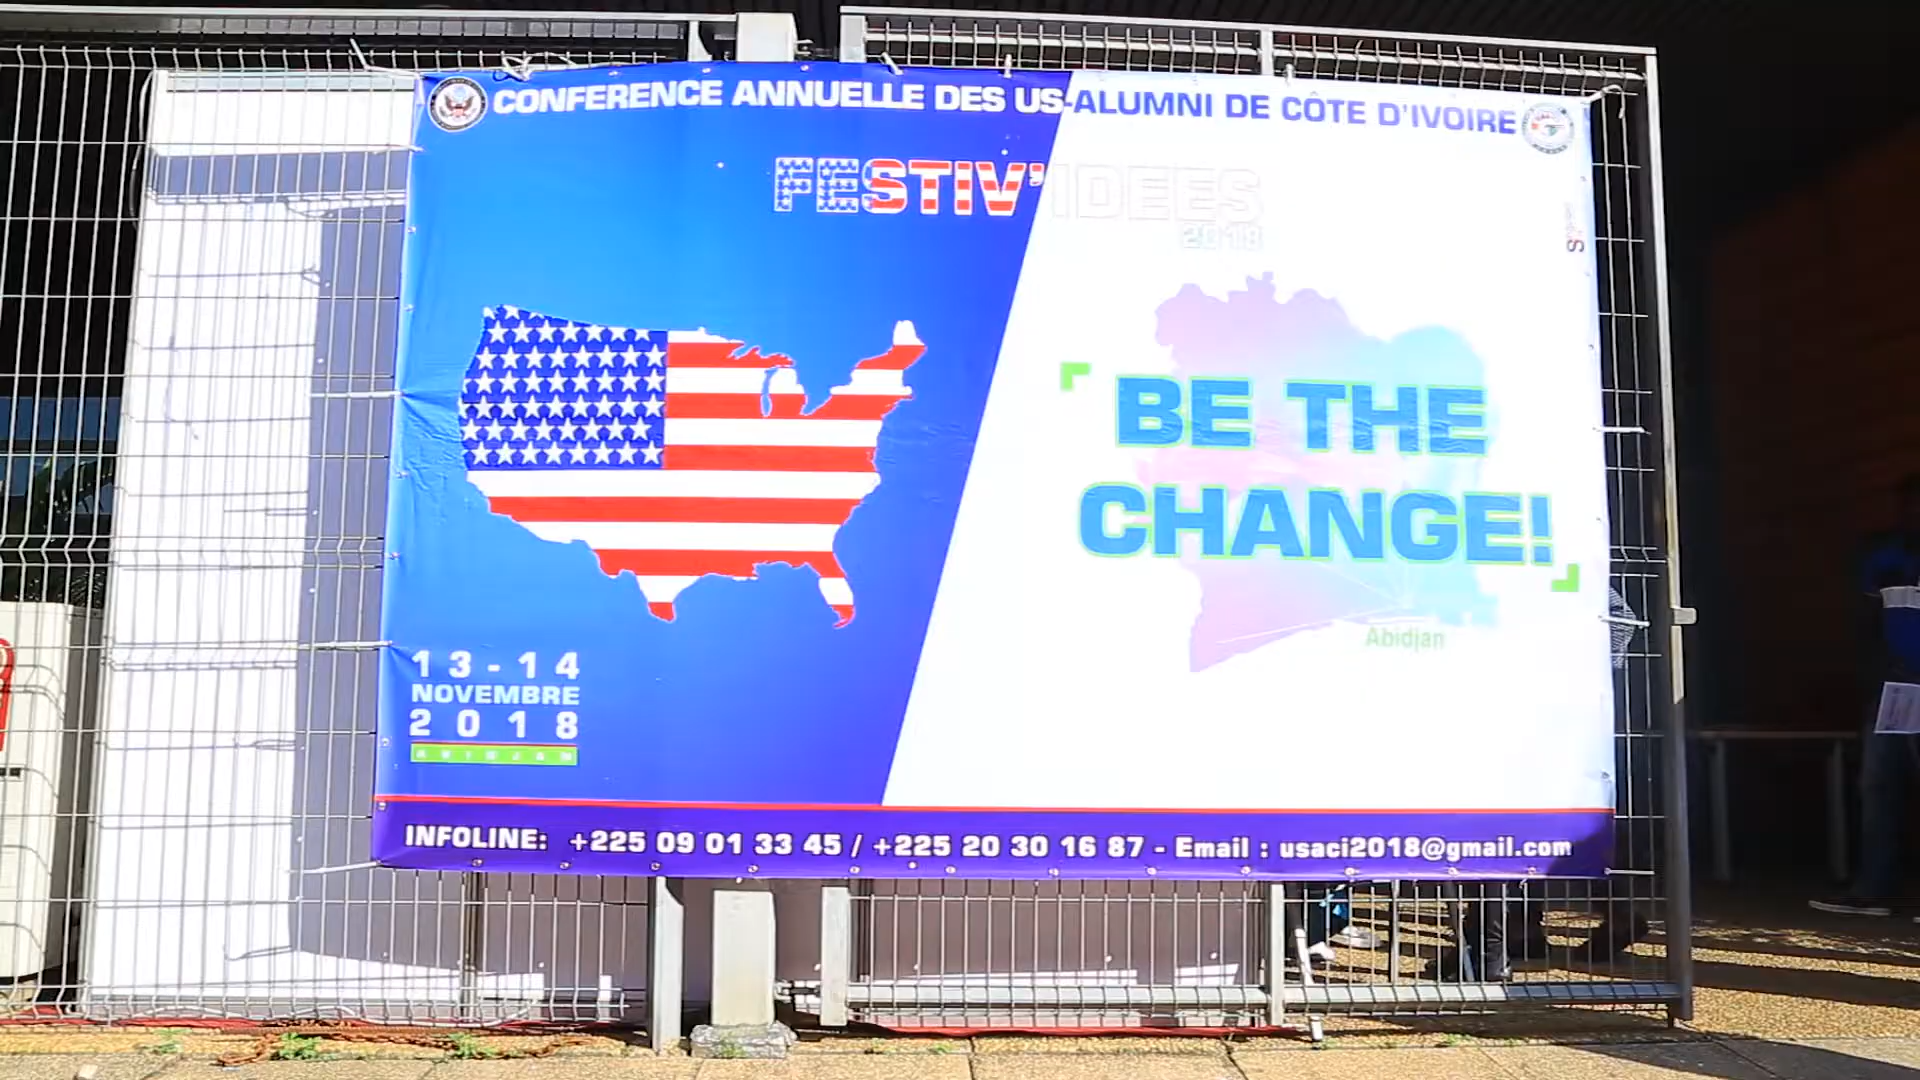 CONFERENCE ANNUELLE DES US-ALUMNI DE CÔTE D'IVOIRE
FESTIV'IDEES
2018
BE THE
CHANGE!
Abidjan
13-14
NOVEMBRE
2018
ABIDJAN
INFOLINE: +225 09 01 33 45 / +225 20 30 16 87 - Email : usaci2018@gmail.com